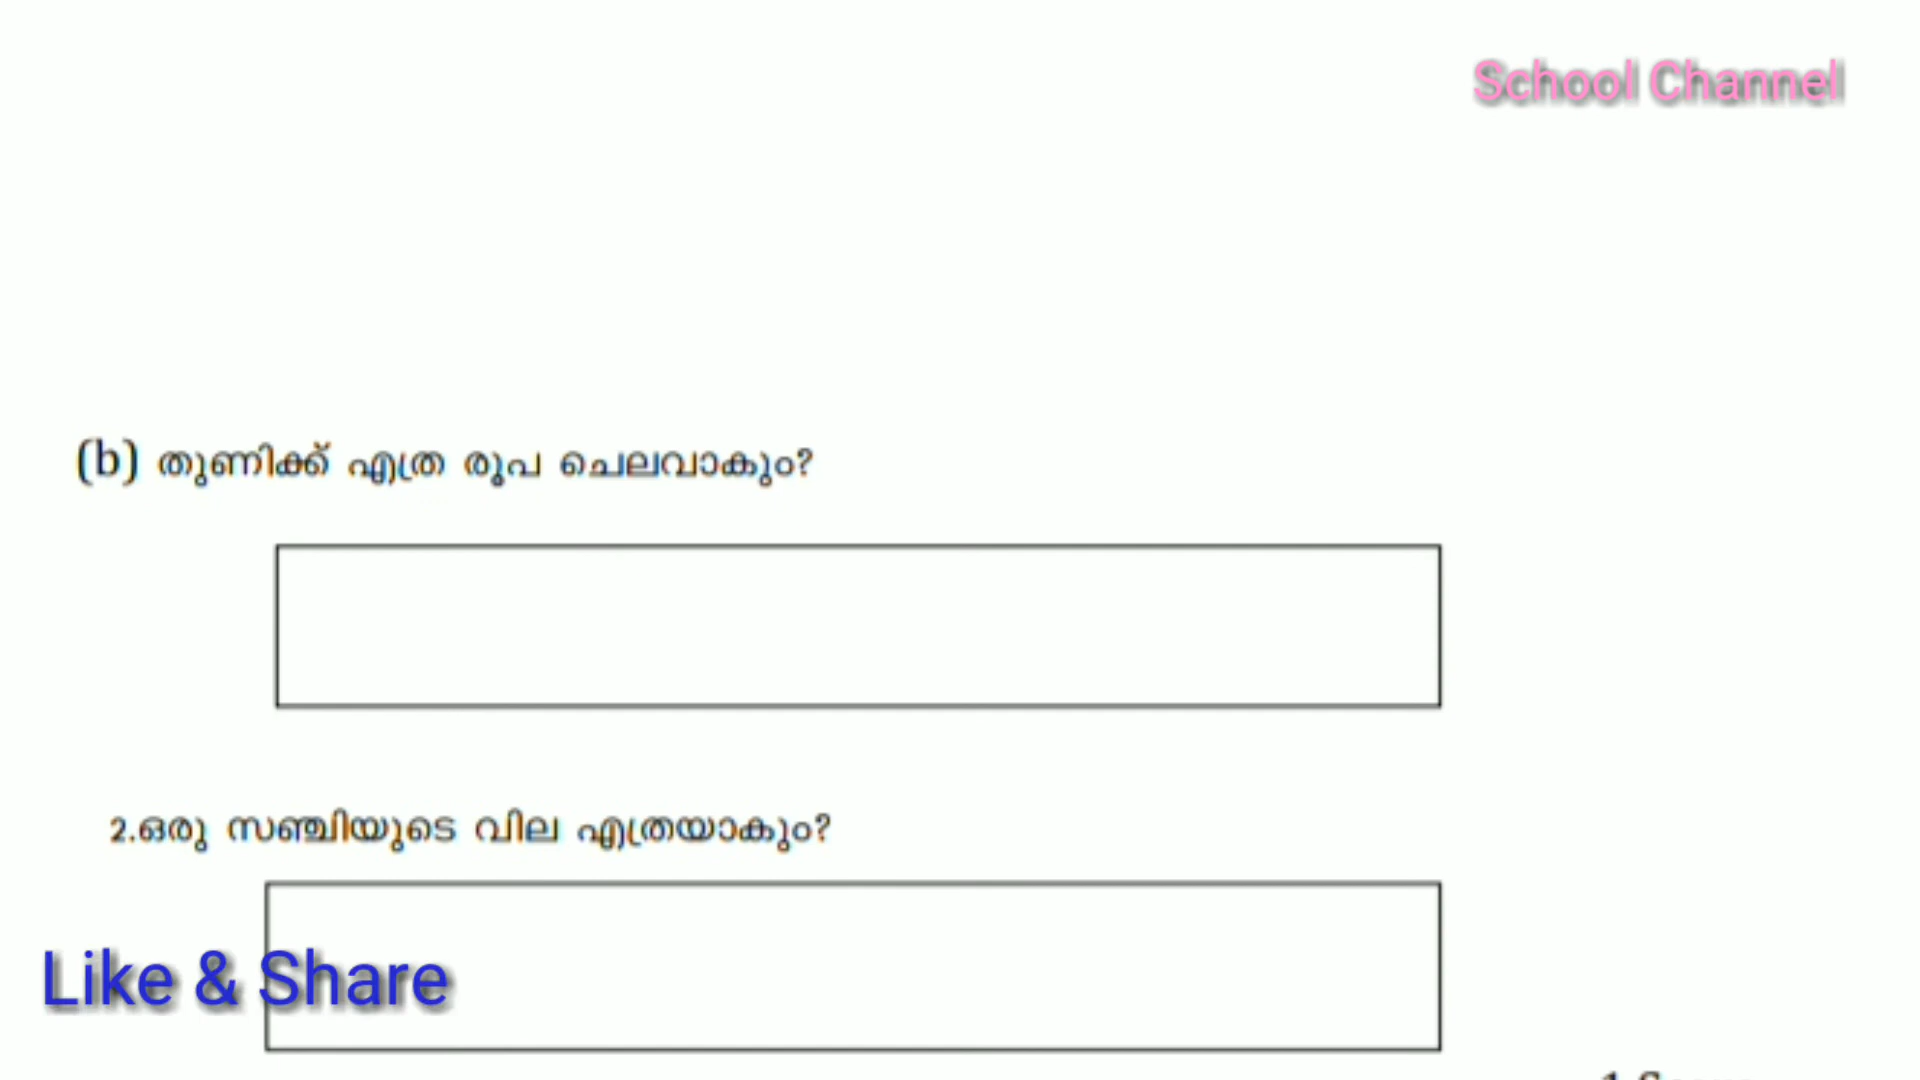 School Channel
(b) തുണിക്ക് എത്ര രൂപ ചെലവാകും?
2.ഒരു സഞ്ചിയുടെ വില എത്രയാകും?
Like & Share